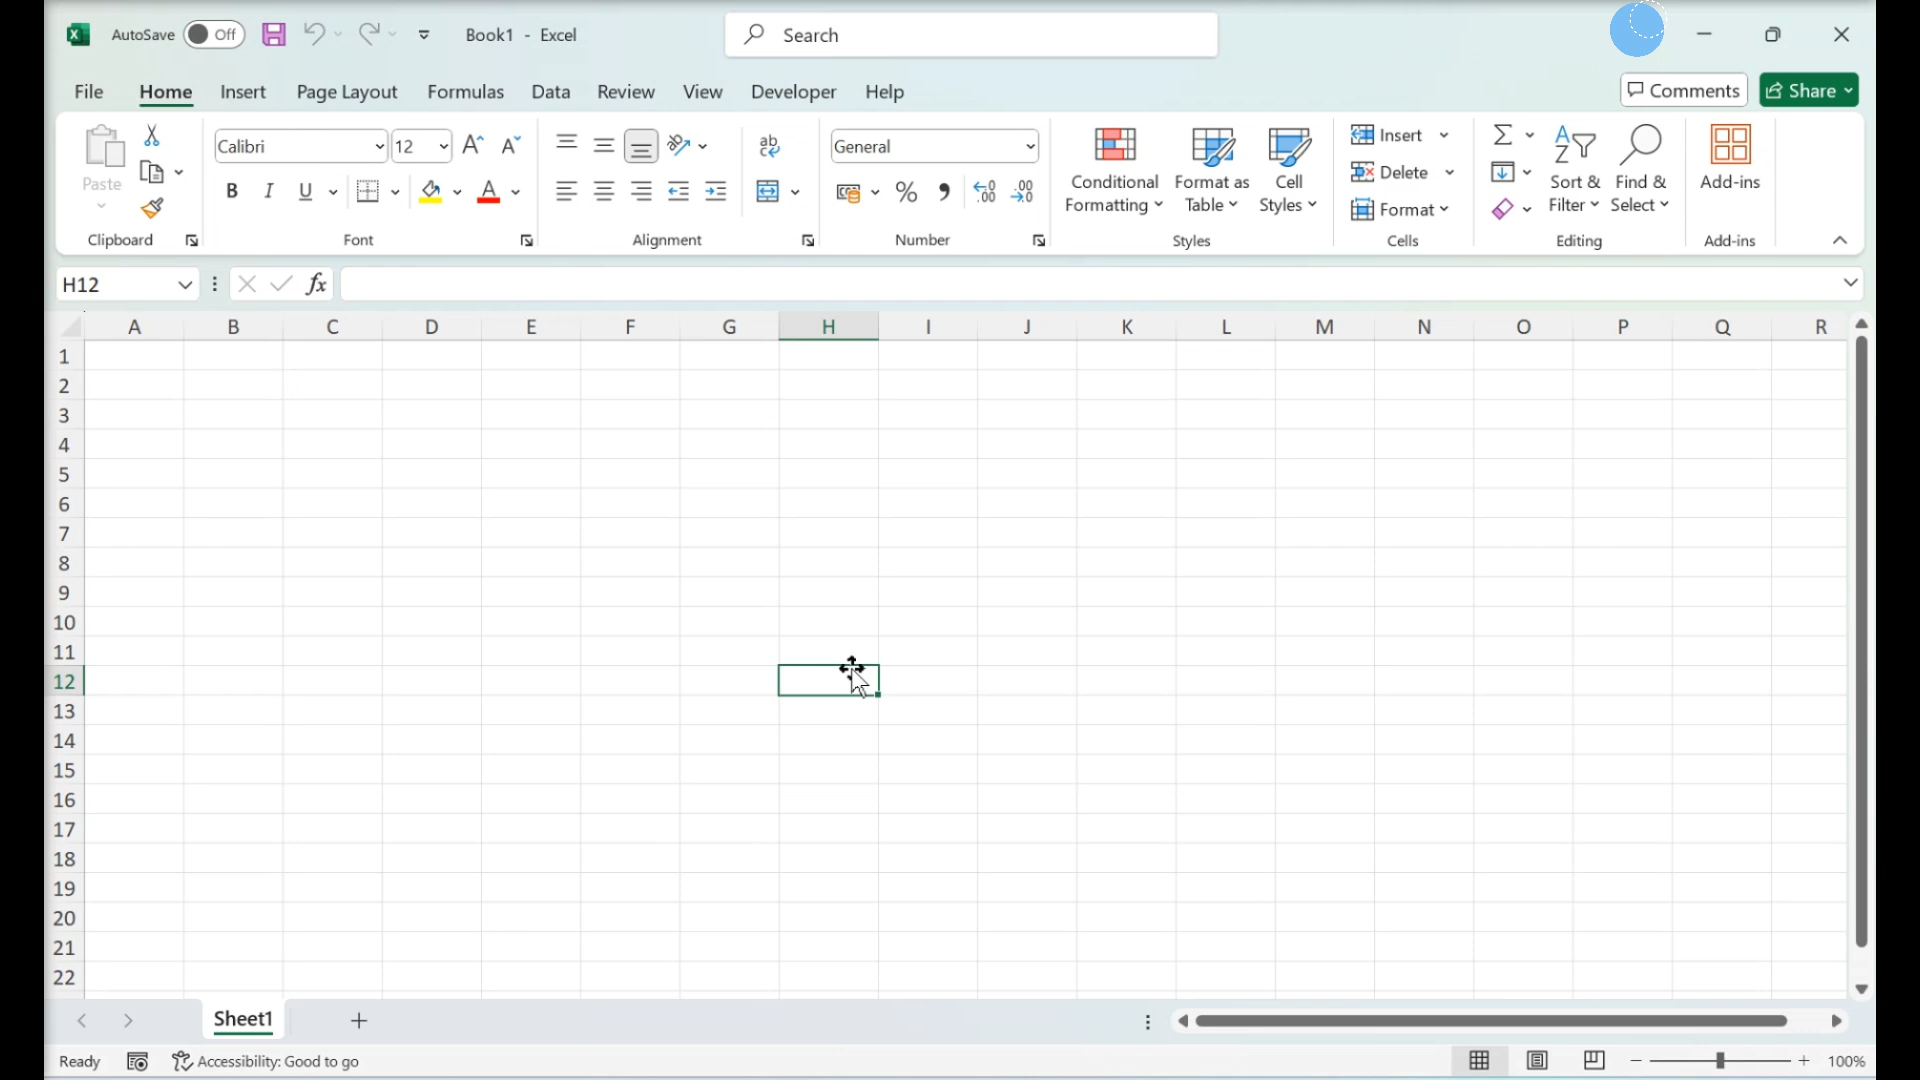 AutoSave Off Book1 - Excel Search
File Home Insert Page Layout Formulas Data Review View Developer Help Comments Share
Calibri 12 General Insert
Paste Conditional Format as Cell Delete Sort & Find & Add-ins
Formatting Table Styles Format Filter Select
Clipboard Font Alignment Number Styles Cells Editing Add-ins
H12 fx
A B C D E F G H I J K L M N O P Q R
1
2
3
4
5
6
7
8
9
10
11
12
13
14
15
16
17
18
19
20
21
22
Sheet1
Ready Accessibility: Good to go 100%